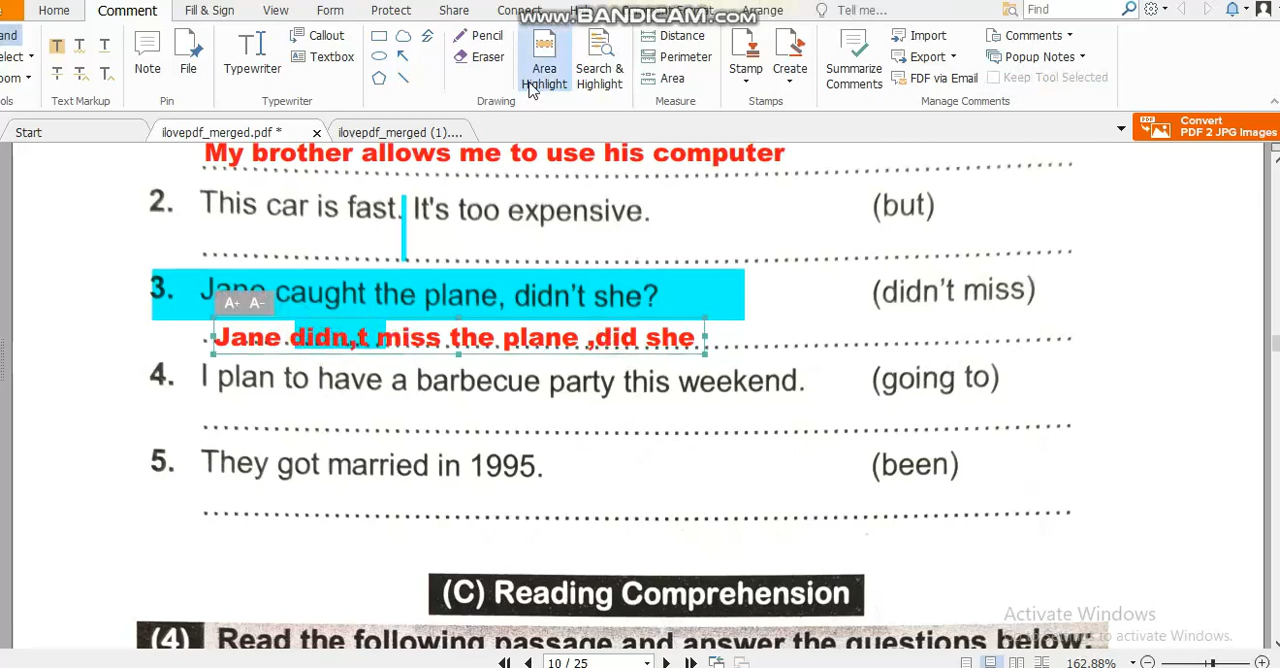 www.BANDICAM.com
Home Comment Fill & Sign View Form Protect Share Connect Help Arrange Tell me... Find
and Callout Pencil Distance Import Comments
elect Note File Typewriter Textbox Eraser Area Highlight Search & Highlight Perimeter Stamp Create Summarize Comments Export Popup Notes
oom Area FDF via Email Keep Tool Selected
ols Text Markup Pin Typewriter Drawing Measure Stamps Manage Comments
Start ilovepdf_merged.pdf * ilovepdf_merged (1).... Convert PDF 2 JPG Images
My brother allows me to use his computer
2. This car is fast. It's too expensive. (but)
3. Jane caught the plane, didn't she? (didn't miss)
A+ A-
Jane didn,t miss the plane ,did she
4. I plan to have a barbecue party this weekend. (going to)
5. They got married in 1995. (been)
(C) Reading Comprehension
Activate Windows
(4) Read the following passage and answer the questions below:
10 / 25 162.88%